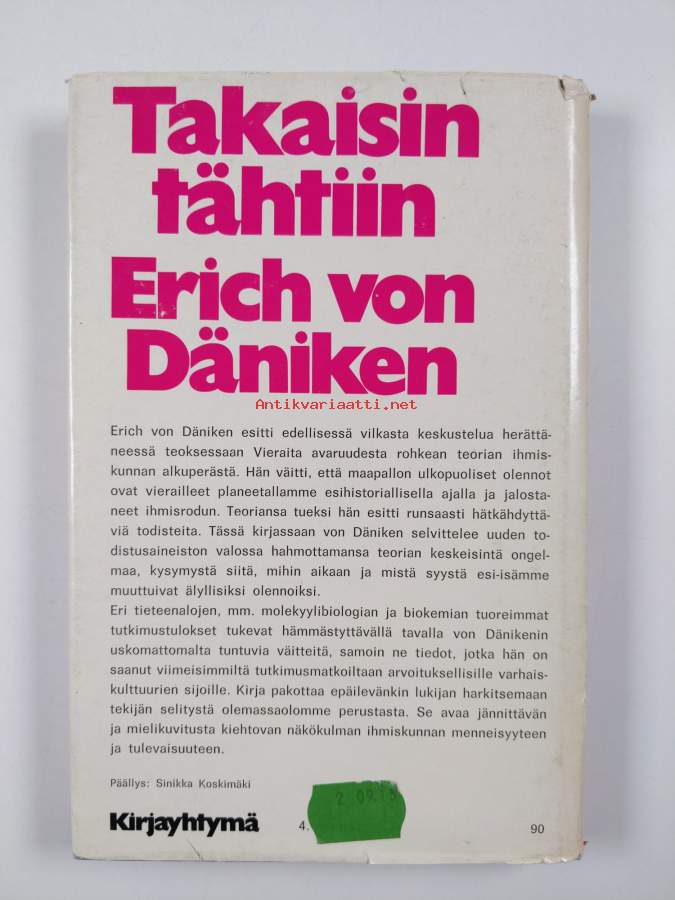 Takaisin
tähtiin
Erich von
Däniken
Antikvariaatti.net
Erich von Däniken esitti edellisessä vilkasta keskustelua herättä-
neessä teoksessaan Vieraita avaruudesta rohkean teorian ihmis-
kunnan alkuperästä. Hän väitti, että maapallon ulkopuoliset olennot
ovat vierailleet planeetallamme esihistoriallisella ajalla ja jalosta-
neet ihmisrodun. Teoriansa tueksi hän esitti runsaasti hätkähdyttä-
viä todisteita. Tässä kirjassaan von Däniken selvittelee uuden to-
distusaineiston valossa hahmottamansa teorian keskeisintä ongel-
maa, kysymystä siitä, mihin aikaan ja mistä syystä esi-isämme
muuttuivat älyllisiksi olennoiksi.
Eri tieteenalojen, mm. molekyylibiologian ja biokemian tuoreimmat
tutkimustulokset tukevat hämmästyttävällä tavalla von Dänikenin
uskomattomalta tuntuvia väitteitä, samoin ne tiedot, jotka hän on
saanut viimeisimmiltä tutkimusmatkoiltaan arvoituksellisille varhais-
kulttuurien sijoille. Kirja pakottaa epäilevänkin lukijan harkitsemaan
tekijän selitystä olemassaolomme perustasta. Se avaa jännittävän
ja mielikuvitusta kiehtovan näkökulman ihmiskunnan menneisyyteen
ja tulevaisuuteen.
Päällys: Sinikka Koskimäki
Kirjayhtymä 4. 90